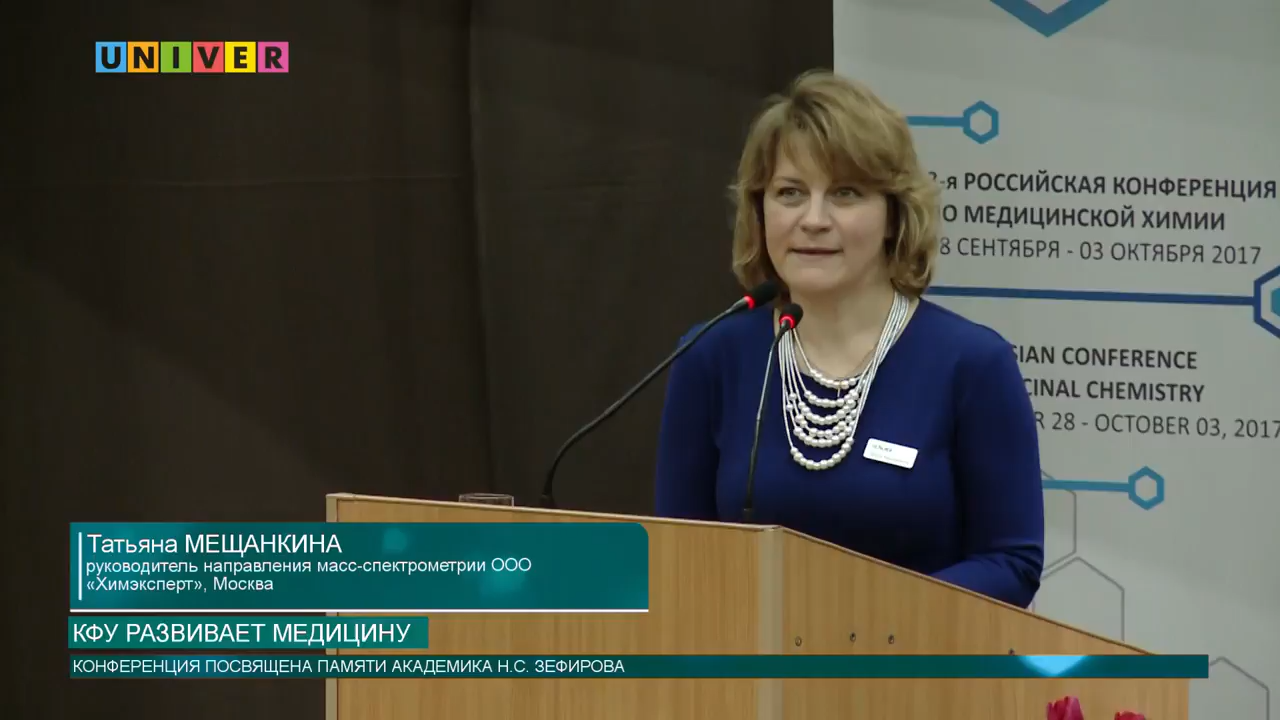 UNIVER
-я РОССИЙСКАЯ КОНФЕРЕНЦИЯ
О МЕДИЦИНСКОЙ ХИМИИ
8 СЕНТЯБРЯ - 03 ОКТЯБРЯ 2017
SIAN CONFERENCE
CINAL CHEMISTRY
R 28 - OCTOBER 03, 2017
Татьяна МЕЩАНКИНА
руководитель направления масс-спектрометрии ООО
«Химэксперт», Москва
КФУ РАЗВИВАЕТ МЕДИЦИНУ
КОНФЕРЕНЦИЯ ПОСВЯЩЕНА ПАМЯТИ АКАДЕМИКА Н.С. ЗЕФИРОВА